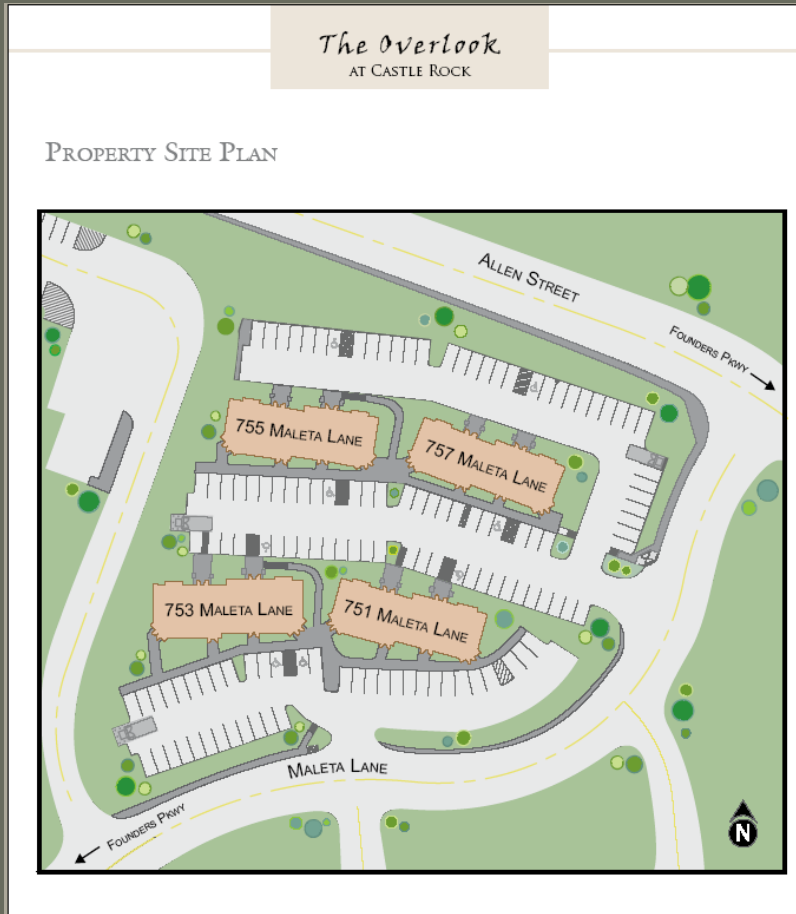 The Overlook
AT CASTLE ROCK
PROPERTY SITE PLAN
ALLEN STREET
FOUNDERS PKWY
755 MALETA LANE
757 MALETA LANE
753 MALETA LANE
751 MALETA LANE
MALETA LANE
FOUNDERS PKWY
N